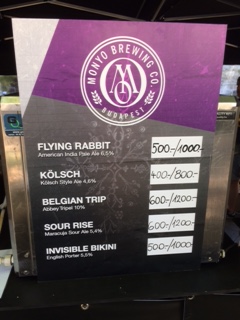 MONYO BREWING CO.
BUDAPEST
FLYING RABBIT
American India Pale Ale 6,5%
500-/1000-
KÖLSCH
Kölsch Style Ale 4,6%
400-/800-
BELGIAN TRIP
Abbey Tripel 10%
600-/1200-
SOUR RISE
Maracuja Sour Ale 5,4%
600-/1200-
INVISIBLE BIKINI
English Porter 5,5%
500-/1000-